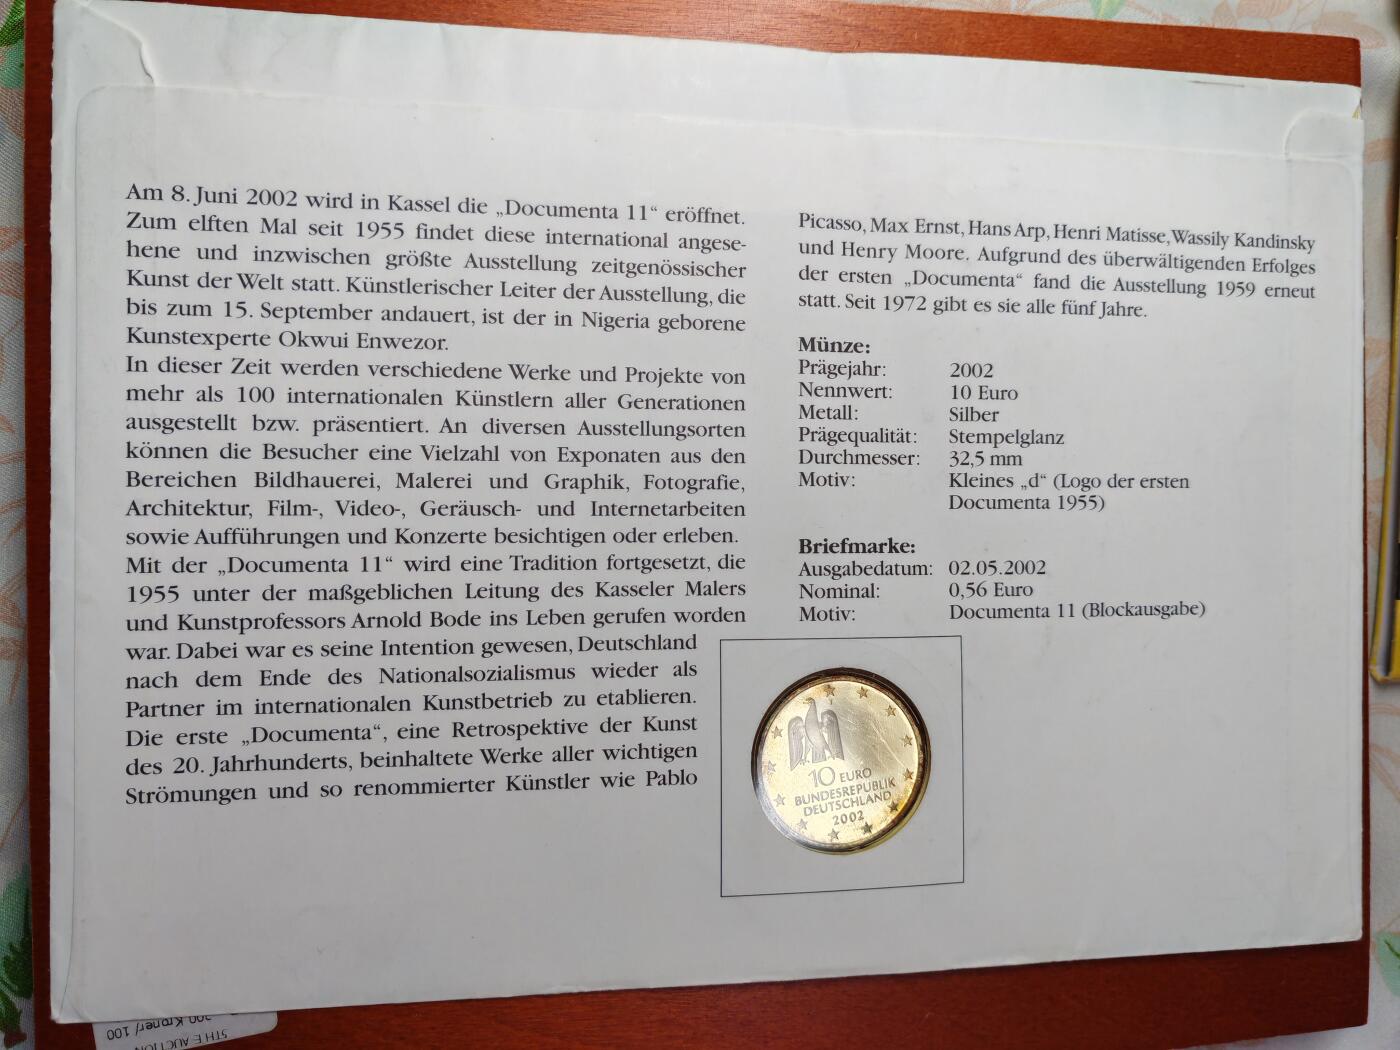 Am 8. Juni 2002 wird in Kassel die „Documenta 11“ eröffnet.
Zum elften Mal seit 1955 findet diese international angese-
hene und inzwischen größte Ausstellung zeitgenössischer
Kunst der Welt statt. Künstlerischer Leiter der Ausstellung, die
bis zum 15. September andauert, ist der in Nigeria geborene
Kunstexperte Okwui Enwezor.
In dieser Zeit werden verschiedene Werke und Projekte von
mehr als 100 internationalen Künstlern aller Generationen
ausgestellt bzw. präsentiert. An diversen Ausstellungsorten
können die Besucher eine Vielzahl von Exponaten aus den
Bereichen Bildhauerei, Malerei und Graphik, Fotografie,
Architektur, Film-, Video-, Geräusch- und Internetarbeiten
sowie Aufführungen und Konzerte besichtigen oder erleben.
Mit der „Documenta 11“ wird eine Tradition fortgesetzt, die
1955 unter der maßgeblichen Leitung des Kasseler Malers
und Kunstprofessors Arnold Bode ins Leben gerufen worden
war. Dabei war es seine Intention gewesen, Deutschland
nach dem Ende des Nationalsozialismus wieder als
Partner im internationalen Kunstbetrieb zu etablieren.
Die erste „Documenta“, eine Retrospektive der Kunst
des 20. Jahrhunderts, beinhaltete Werke aller wichtigen
Strömungen und so renommierter Künstler wie Pablo
Picasso, Max Ernst, Hans Arp, Henri Matisse, Wassily Kandinsky
und Henry Moore. Aufgrund des überwältigenden Erfolges
der ersten „Documenta“ fand die Ausstellung 1959 erneut
statt. Seit 1972 gibt es sie alle fünf Jahre.
Münze:
Prägejahr: 2002
Nennwert: 10 Euro
Metall: Silber
Prägequalität: Stempelglanz
Durchmesser: 32,5 mm
Motiv: Kleines „d“ (Logo der ersten
Documenta 1955)
Briefmarke:
Ausgabedatum: 02.05.2002
Nominal: 0,56 Euro
Motiv: Documenta 11 (Blockausgabe)
10 EURO
BUNDESREPUBLIK
DEUTSCHLAND
2002
AUCTION
Kroner/ 100